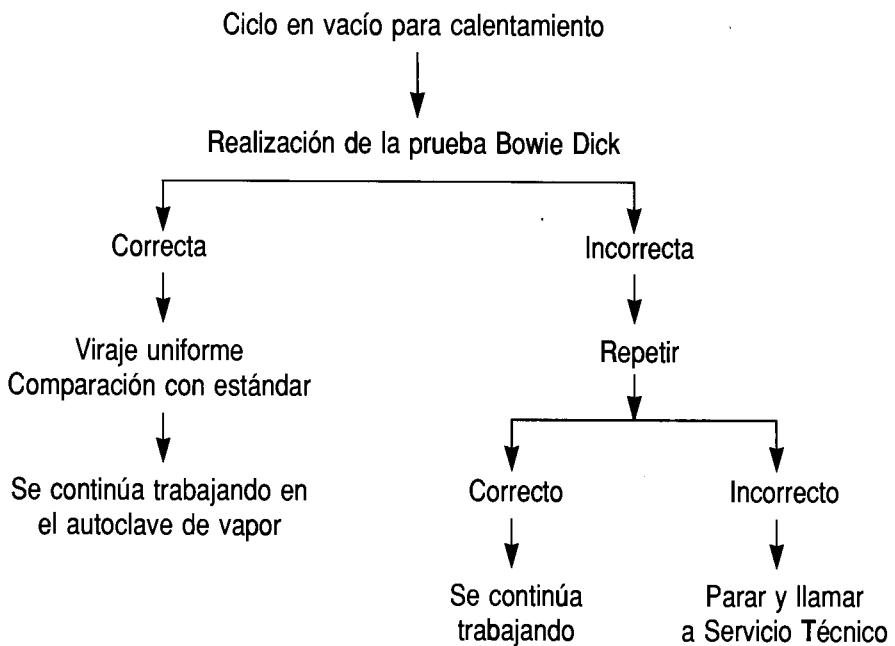 Ciclo en vacío para calentamiento
Realización de la prueba Bowie Dick
Correcta
Incorrecta
Viraje uniforme
Comparación con estándar
Repetir
Se continúa trabajando en
el autoclave de vapor
Correcto
Incorrecto
Se continúa
trabajando
Parar y llamar
a Servicio Técnico